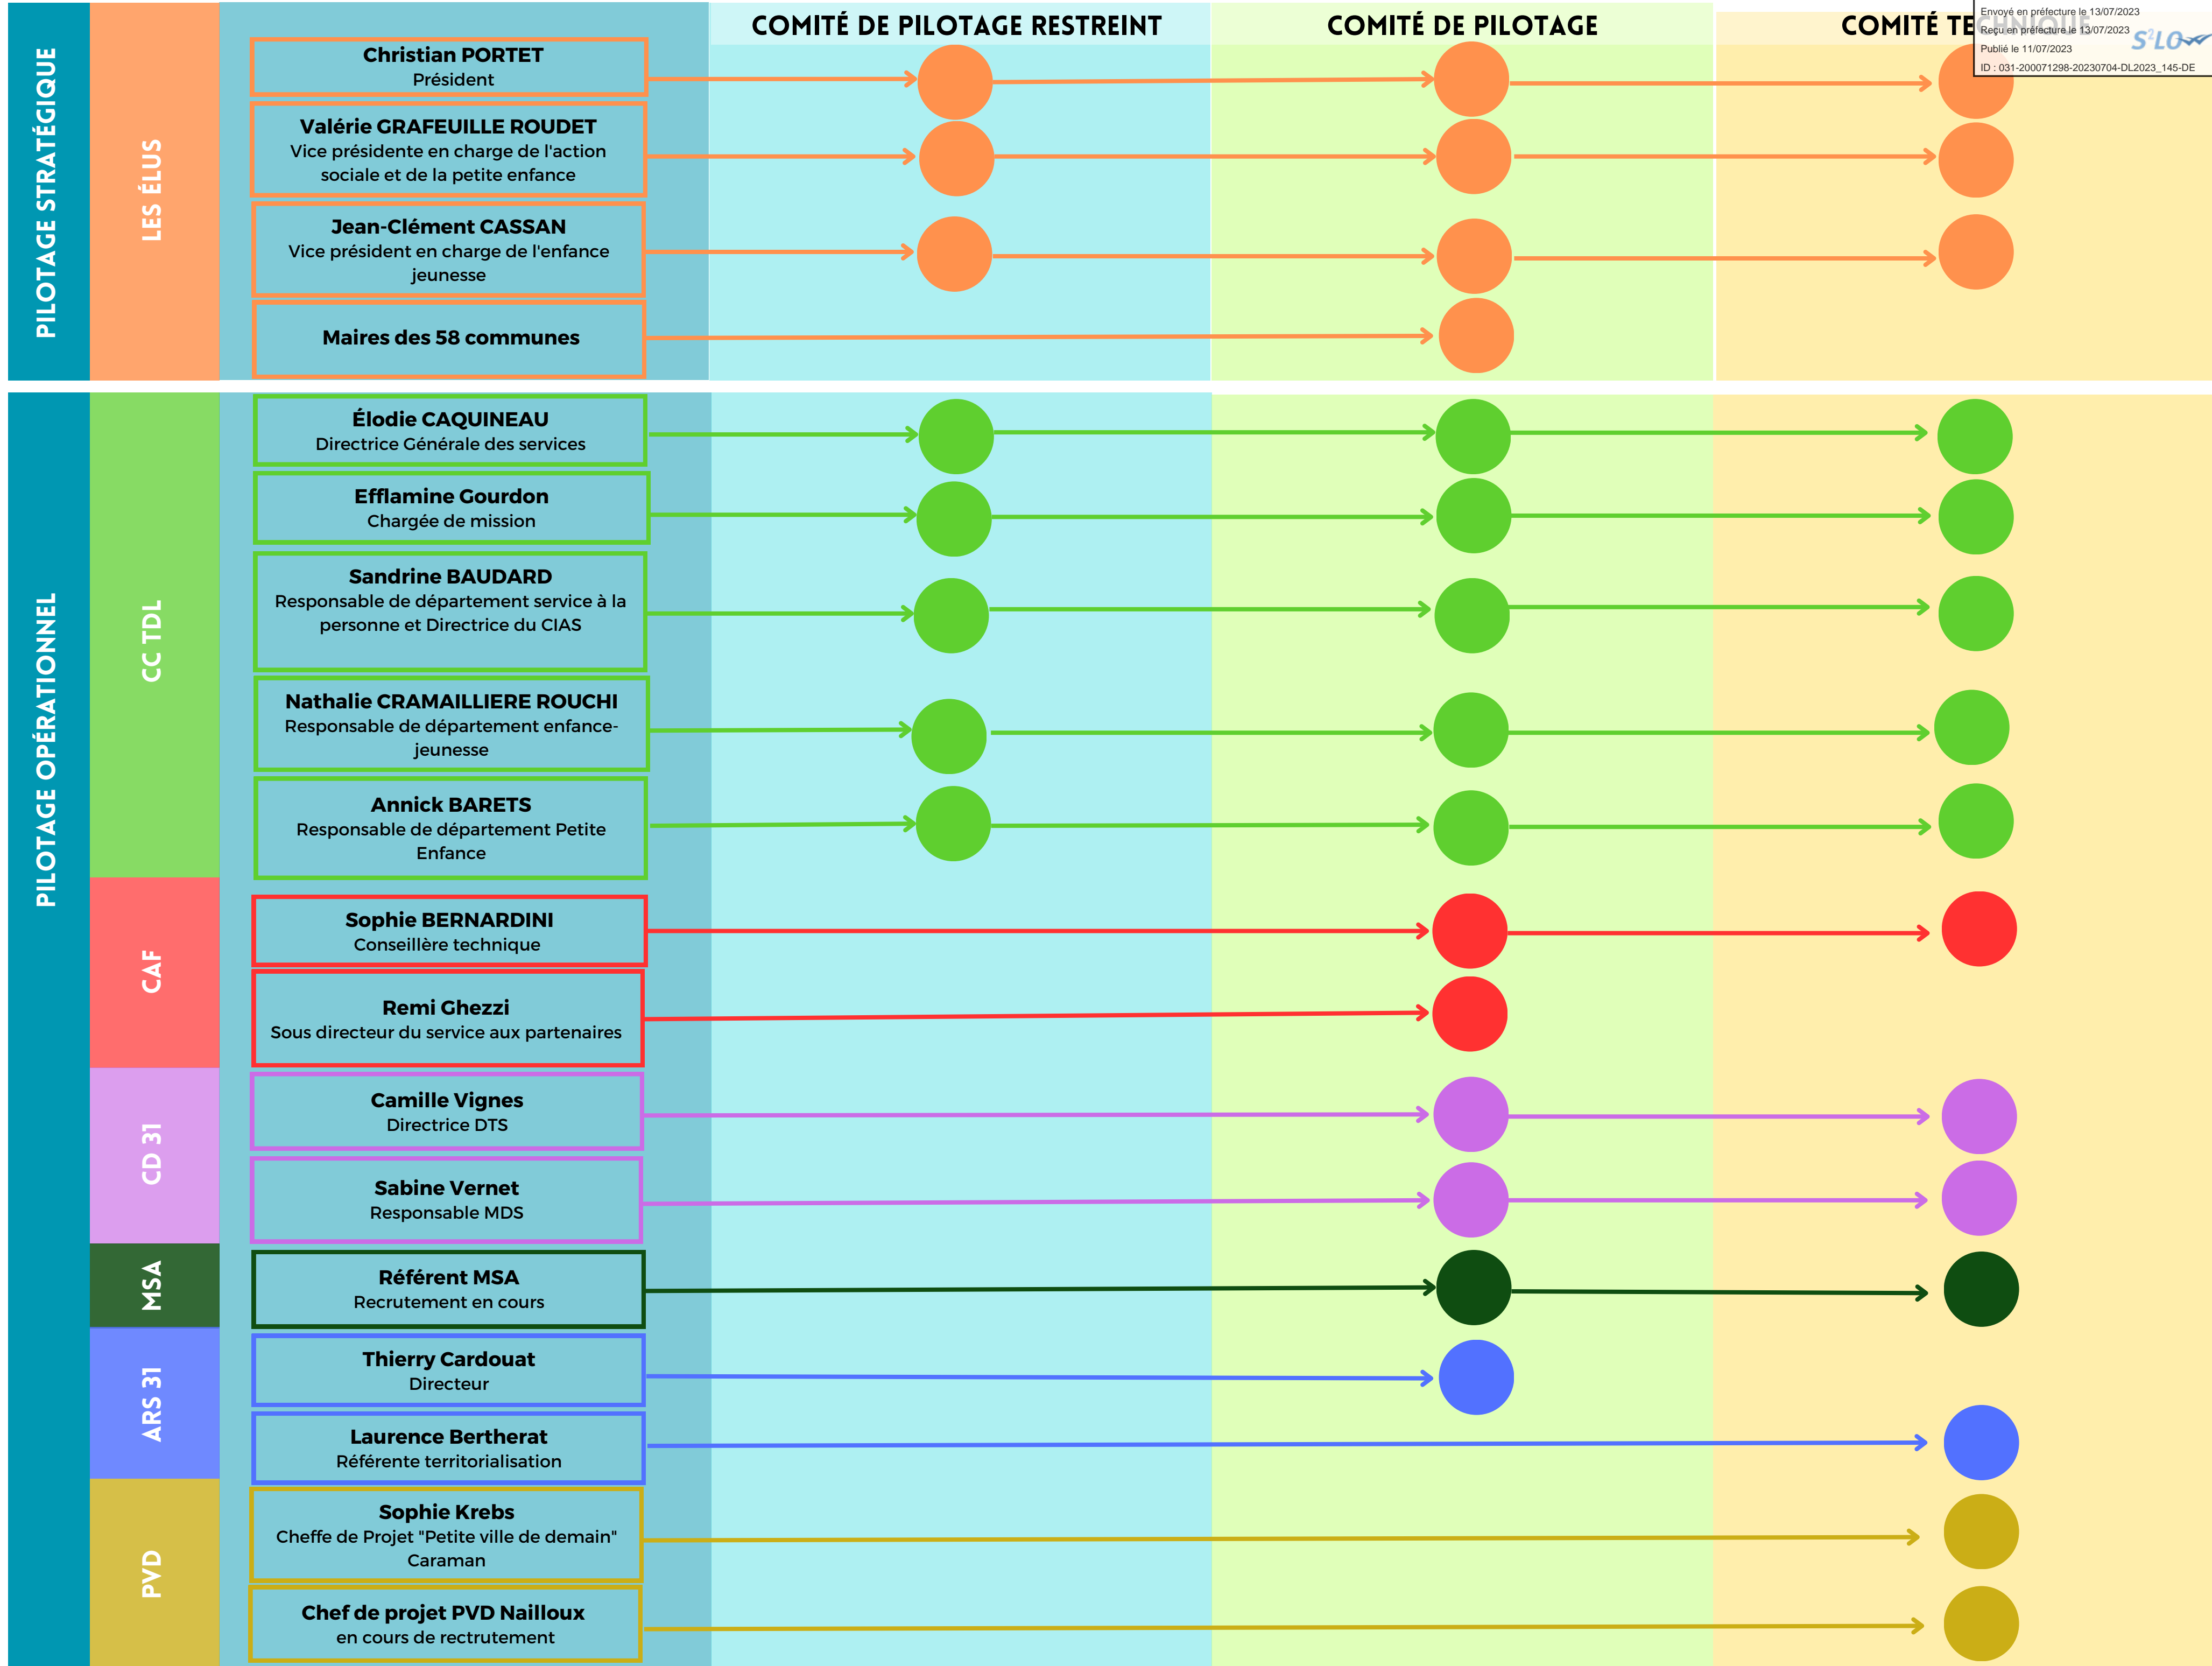 COMITÉ DE PILOTAGE RESTREINT
COMITÉ DE PILOTAGE
COMITÉ TECHNIQUE
Envoyé en préfecture le 13/07/2023
Reçu en préfecture le 13/07/2023
Publié le 11/07/2023
S²LO
ID : 031-200071298-20230704-DL2023_145-DE
PILOTAGE STRATÉGIQUE
LES ÉLUS
Christian PORTET
Président
Valérie GRAFEUILLE ROUDET
Vice présidente en charge de l'action
sociale et de la petite enfance
Jean-Clément CASSAN
Vice président en charge de l'enfance
jeunesse
Maires des 58 communes
PILOTAGE OPÉRATIONNEL
CC TDL
Élodie CAQUINEAU
Directrice Générale des services
Efflamine Gourdon
Chargée de mission
Sandrine BAUDARD
Responsable de département service à la
personne et Directrice du CIAS
Nathalie CRAMAILLIERE ROUCHI
Responsable de département enfance-
jeunesse
Annick BARETS
Responsable de département Petite
Enfance
CAF
Sophie BERNARDINI
Conseillère technique
Remi Ghezzi
Sous directeur du service aux partenaires
CD 31
Camille Vignes
Directrice DTS
Sabine Vernet
Responsable MDS
MSA
Référent MSA
Recrutement en cours
ARS 31
Thierry Cardouat
Directeur
Laurence Bertherat
Référente territorialisation
PVD
Sophie Krebs
Cheffe de Projet "Petite ville de demain"
Caraman
Chef de projet PVD Nailloux
en cours de rectrutement